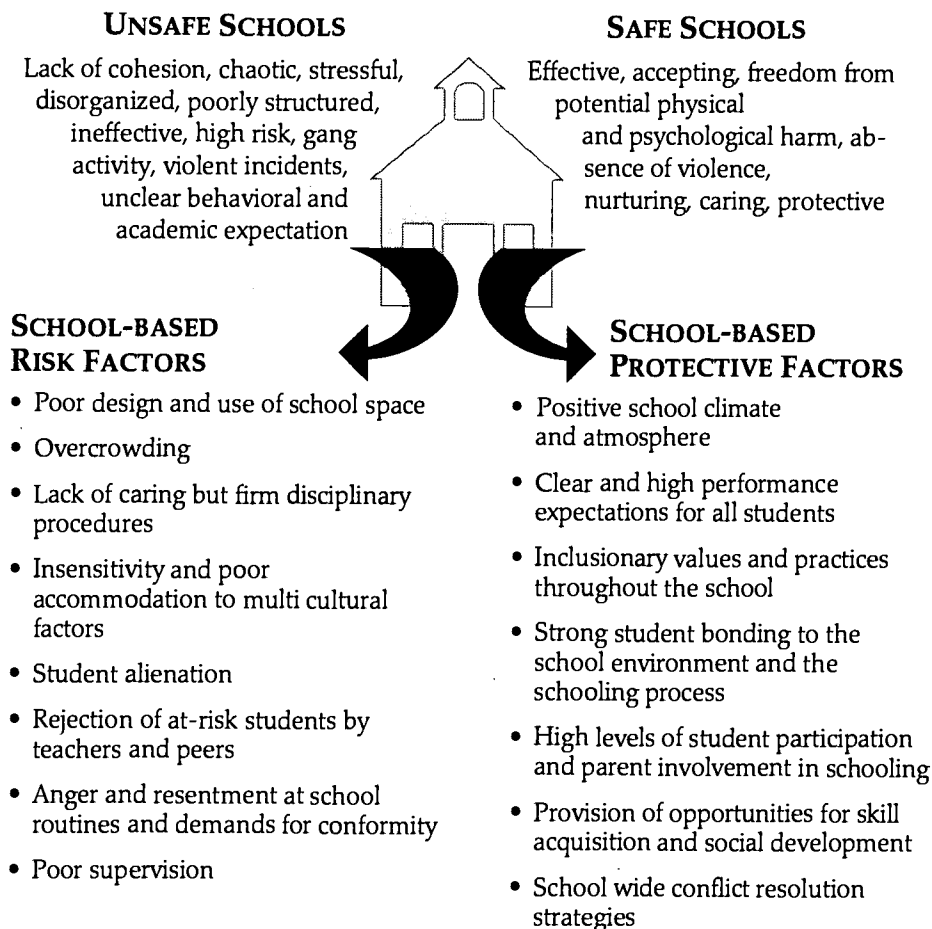 UNSAFE SCHOOLS
Lack of cohesion, chaotic, stressful,
disorganized, poorly structured,
ineffective, high risk, gang
activity, violent incidents,
unclear behavioral and
academic expectation
SAFE SCHOOLS
Effective, accepting, freedom from
potential physical
and psychological harm, ab-
sence of violence,
nurturing, caring, protective
SCHOOL-BASED
RISK FACTORS
• Poor design and use of school space
• Overcrowding
• Lack of caring but firm disciplinary
procedures
• Insensitivity and poor
accommodation to multi cultural
factors
• Student alienation
• Rejection of at-risk students by
teachers and peers
• Anger and resentment at school
routines and demands for conformity
• Poor supervision
SCHOOL-BASED
PROTECTIVE FACTORS
• Positive school climate
and atmosphere
• Clear and high performance
expectations for all students
• Inclusionary values and practices
throughout the school
• Strong student bonding to the
school environment and the
schooling process
• High levels of student participation
and parent involvement in schooling
• Provision of opportunities for skill
acquisition and social development
• School wide conflict resolution
strategies